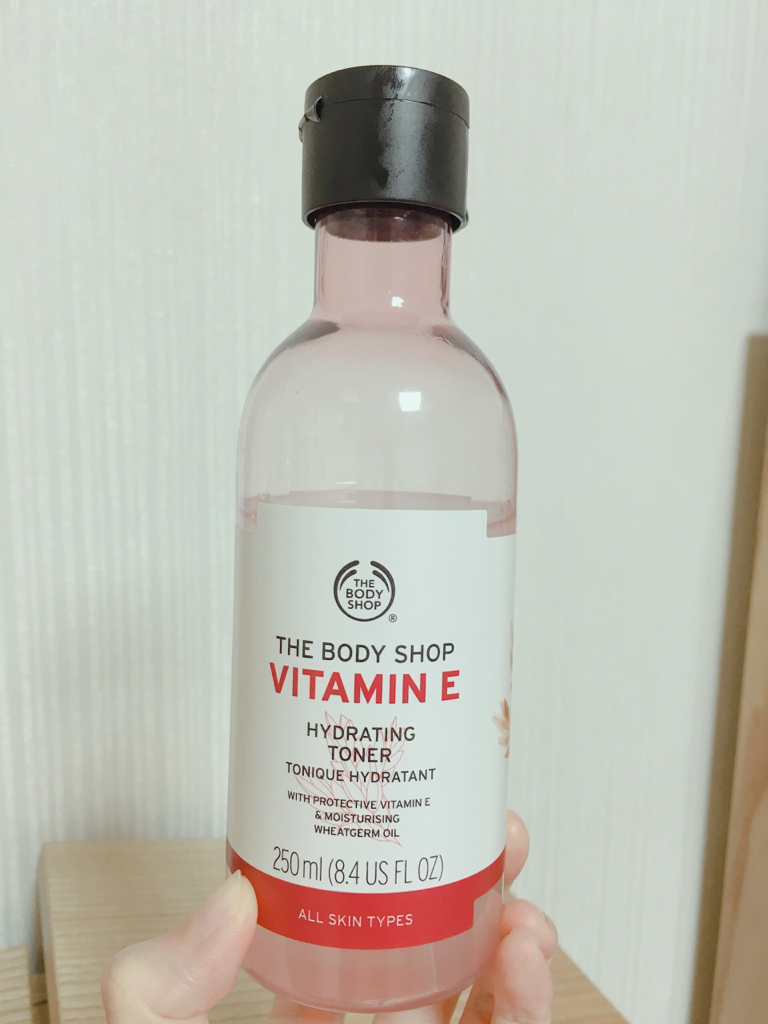 THE
BODY
SHOP
®
THE BODY SHOP
VITAMIN E
HYDRATING
TONER
TONIQUE HYDRATANT
WITH PROTECTIVE VITAMIN E
& MOISTURISING
WHEATGERM OIL
250 ml (8.4 US FL OZ)
ALL SKIN TYPES